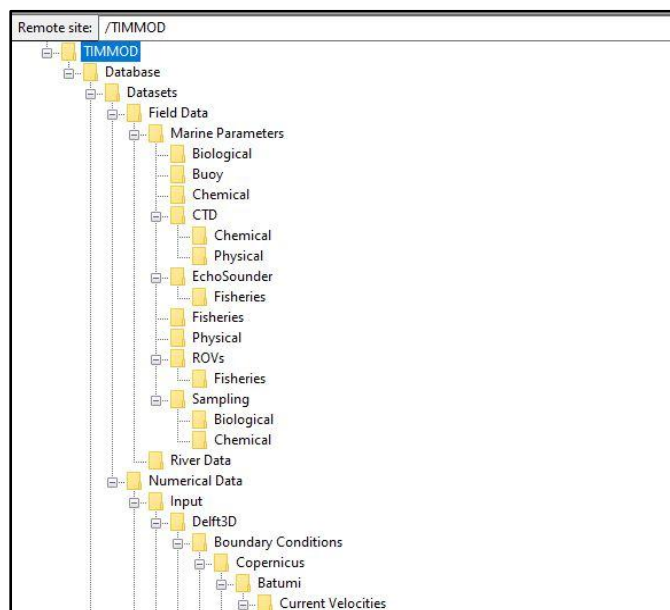 Remote site: /TIMMOD
TIMMOD
Database
Datasets
Field Data
Marine Parameters
Biological
Buoy
Chemical
CTD
Chemical
Physical
EchoSounder
Fisheries
Fisheries
Physical
ROVs
Fisheries
Sampling
Biological
Chemical
River Data
Numerical Data
Input
Delft3D
Boundary Conditions
Copernicus
Batumi
Current Velocities